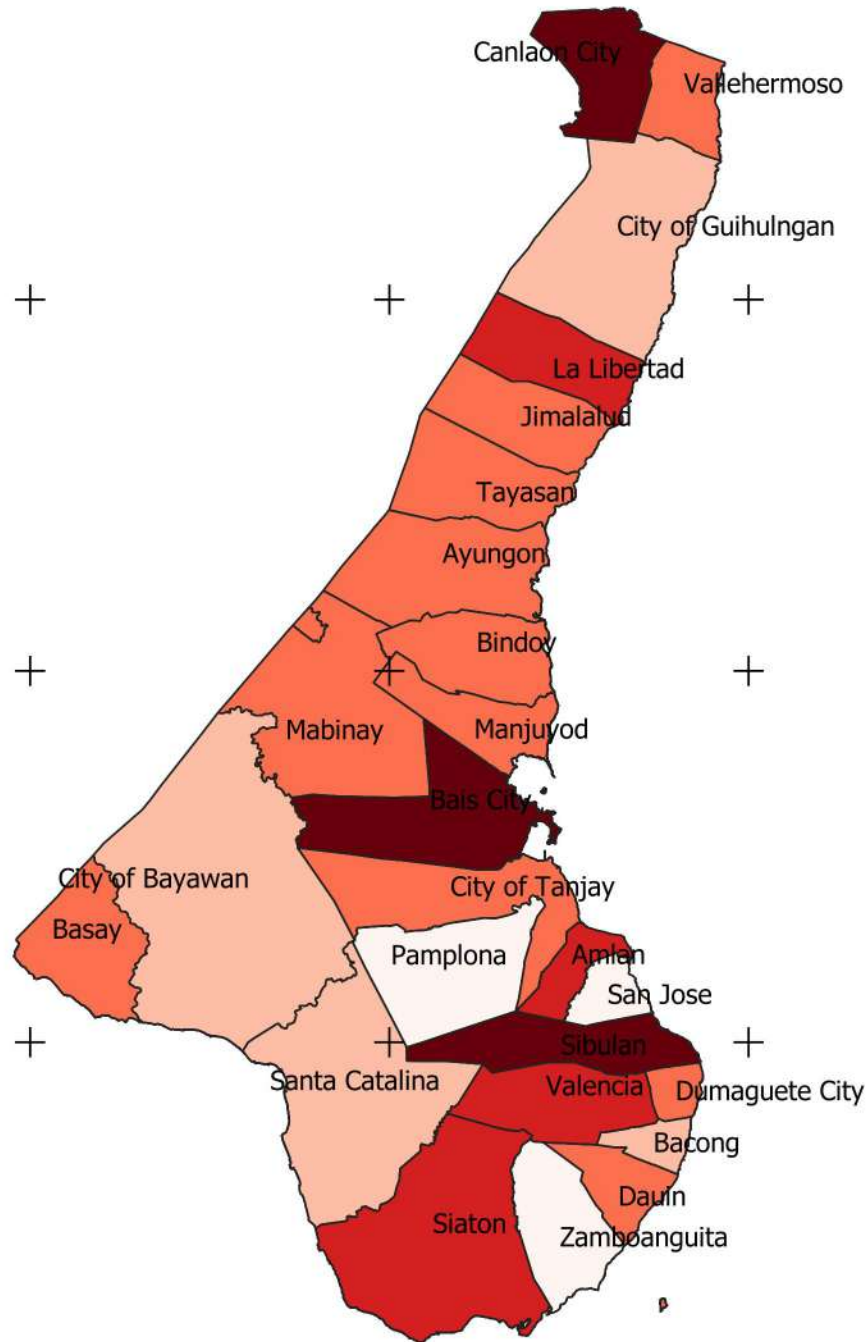 Canlaon City
Vallehermoso
City of Guihulngan
La Libertad
Jimalalud
Tayasan
Ayungon
Bindoy
Mabinay
Manjuyod
Bais City
City of Bayawan
City of Tanjay
Basay
Pamplona
Amlan
San Jose
Sibulan
Santa Catalina
Valencia
Dumaguete City
Bacong
Dauin
Siaton
Zamboanguita